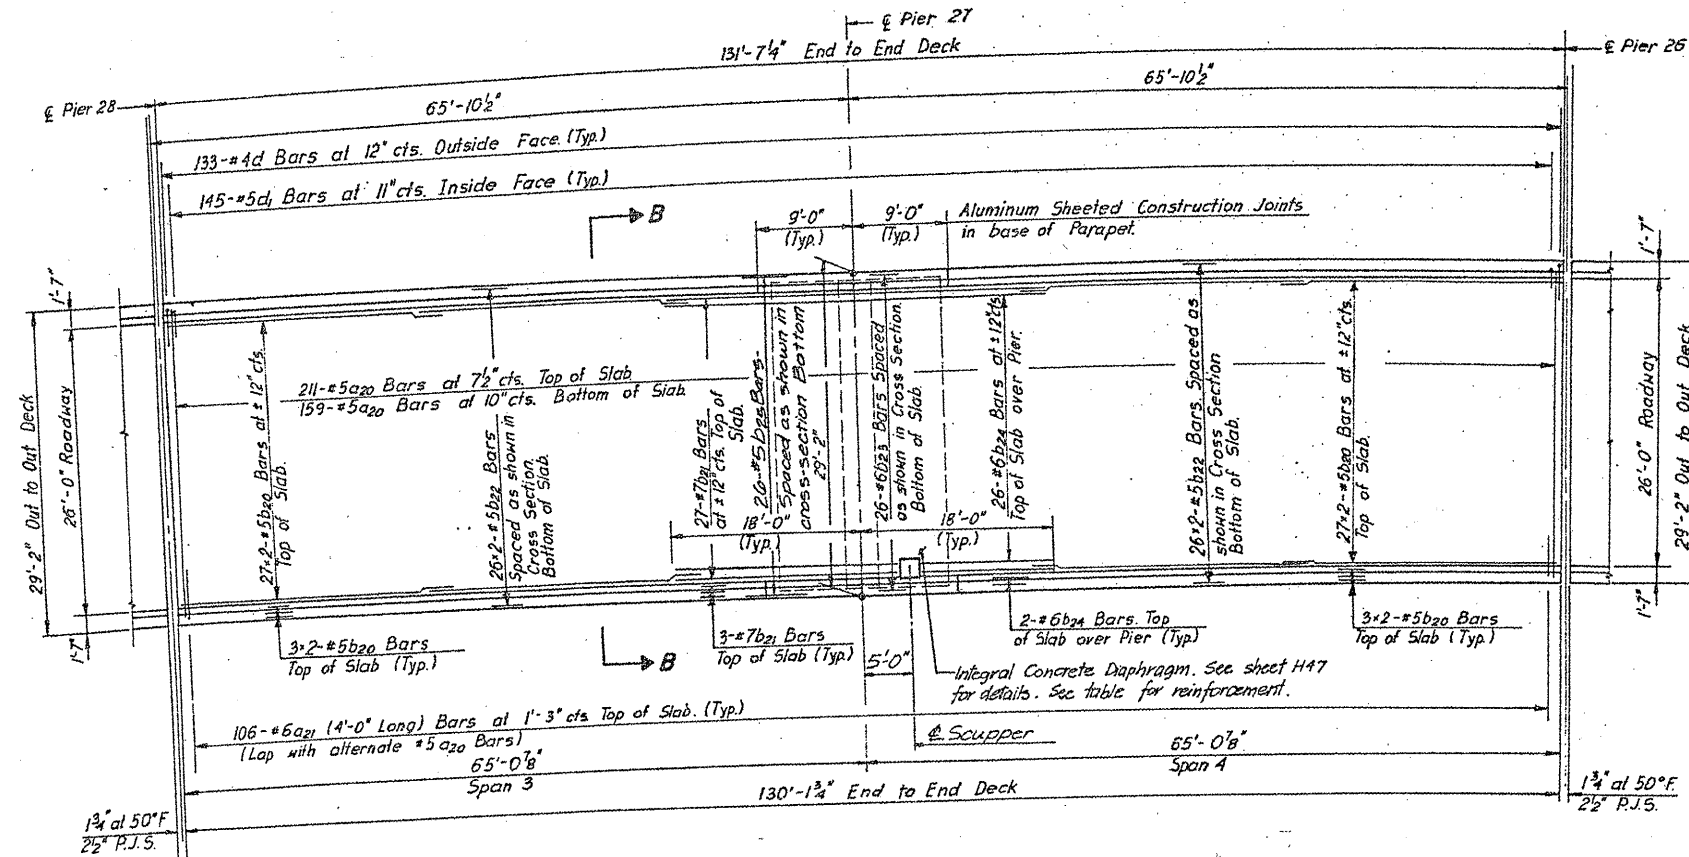 ℄ Pier 27
131'-7¼" End to End Deck
℄ Pier 26
65'-10½"
℄ Pier 28
65'-10½"
133-#4d Bars at 12" cts. Outside Face. (Typ.)
145-#5d₁ Bars at 11" cts. Inside Face (Typ.)
B
9'-0"
(Typ.)
9'-0"
(Typ.)
Aluminum Sheeted Construction Joints
in base of Parapet.
1'-7"
26'-0" Roadway
29'-2" Out to Out Deck
1'-7"
1'-7"
26'-0" Roadway
29'-2" Out to Out Deck
1'-7"
27×2-#5b20 Bars at ±12" cts.
Top of Slab.
211-#5a20 Bars at 7½" cts. Top of Slab
159-#5a20 Bars at 10" cts. Bottom of Slab.
26×2-#5b22 Bars
Spaced as shown in
Cross Section.
Bottom of Slab.
27-#7b21 Bars
at ±12" cts. Top of
Slab.
26-#5b25 Bars-
Spaced as shown in
cross-section Bottom
29'-2"
26-#6b23 Bars Spaced
as shown in Cross Section.
Bottom of Slab.
26-#6b24 Bars at ±12" cts.
Top of Slab over Pier.
26×2-#5b22 Bars. Spaced as
shown in Cross Section
Bottom of Slab.
27×2-#5b20 Bars at ±12" cts.
Top of Slab.
18'-0"
(Typ.)
18'-0"
(Typ.)
3×2-#5b20 Bars
Top of Slab (Typ.)
B
3-#7b21 Bars
Top of Slab (Typ.)
5'-0"
2-#6b24 Bars. Top
of Slab over Pier (Typ.)
3×2-#5b20 Bars
Top of Slab (Typ.)
Integral Concrete Diaphragm. See sheet H47
for details. See table for reinforcement.
106-#6a21 (4'-0" Long) Bars at 1'-3" cts. Top of Slab. (Typ.)
(Lap with alternate #5a20 Bars)
℄ Scupper
65'-0⅞"
Span 3
65'-0⅞"
Span 4
130'-1¾" End to End Deck
1¾" at 50°F
2½" P.J.S.
1¾" at 50°F.
2½" P.J.S.